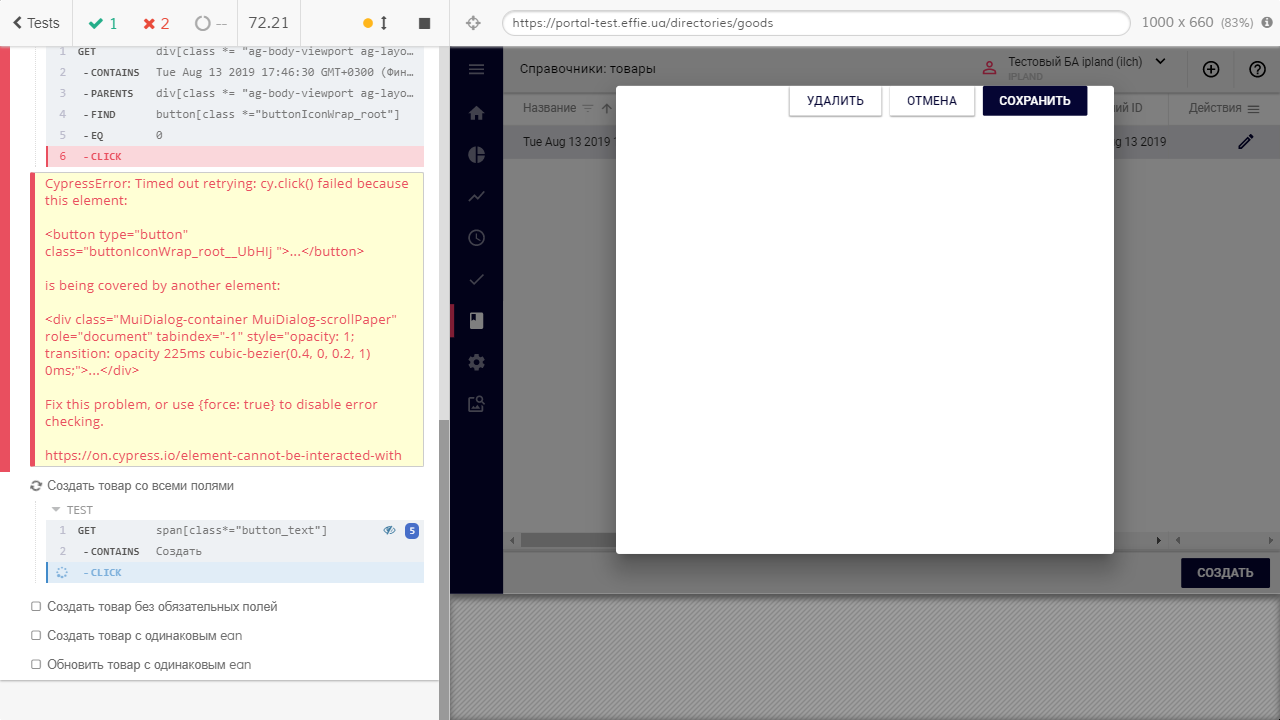 Tests 1 2 -- 72.21
https://portal-test.effie.ua/directories/goods 1000 x 660 (83%)
1 GET div[class *= "ag-body-viewport ag-layo…
2 -CONTAINS Tue Aug 13 2019 17:46:30 GMT+0300 (Фин…
3 -PARENTS div[class *= "ag-body-viewport ag-layo…
4 -FIND button[class *="buttonIconWrap_root"]
5 -EQ 0
6 -CLICK
CypressError: Timed out retrying: cy.click() failed because
this element:
<button type="button"
class="buttonIconWrap_root__UbHIj ">...</button>
is being covered by another element:
<div class="MuiDialog-container MuiDialog-scrollPaper"
role="document" tabindex="-1" style="opacity: 1;
transition: opacity 225ms cubic-bezier(0.4, 0, 0.2, 1)
0ms;">...</div>
Fix this problem, or use {force: true} to disable error
checking.
https://on.cypress.io/element-cannot-be-interacted-with
Создать товар со всеми полями
TEST
1 GET span[class*="button_text"] 5
2 -CONTAINS Создать
-CLICK
Создать товар без обязательных полей
Создать товар с одинаковым ean
Обновить товар с одинаковым ean
Справочники: товары
Тестовый БА ipland (ilch)
IPLAND
Название ний ID Действия
Tue Aug 13 2019 1 g 13 2019
УДАЛИТЬ ОТМЕНА СОХРАНИТЬ
СОЗДАТЬ